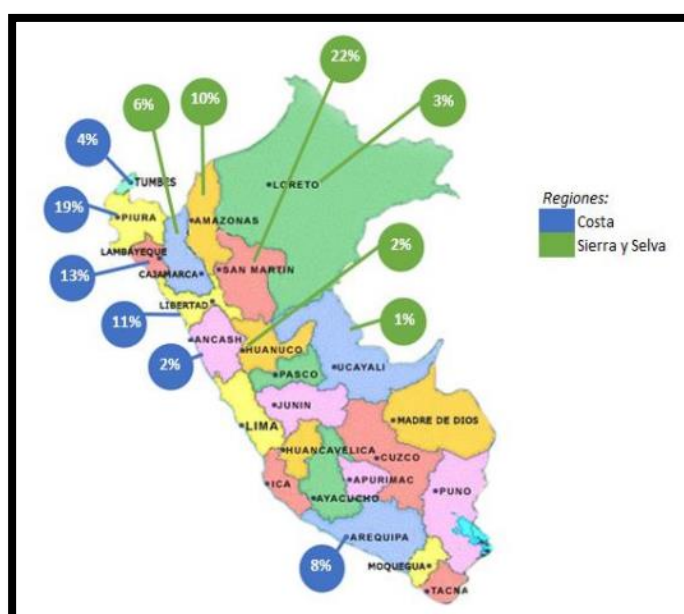 22%
10%
6%
3%
4%
TUMBES
LORETO
19%
PIURA
AMAZONAS
Regiones:
Costa
Sierra y Selva
2%
LAMBAYEQUE
13%
CAJAMARCA
SAN MARTIN
LIBERTAD
11%
1%
ANCASH
2%
HUANUCO
UCAYALI
PASCO
JUNIN
LIMA
MADRE DE DIOS
HUANCAVELICA
CUZCO
ICA
APURIMAC
PUNO
AYACUCHO
AREQUIPA
8%
MOQUEGUA
TACNA